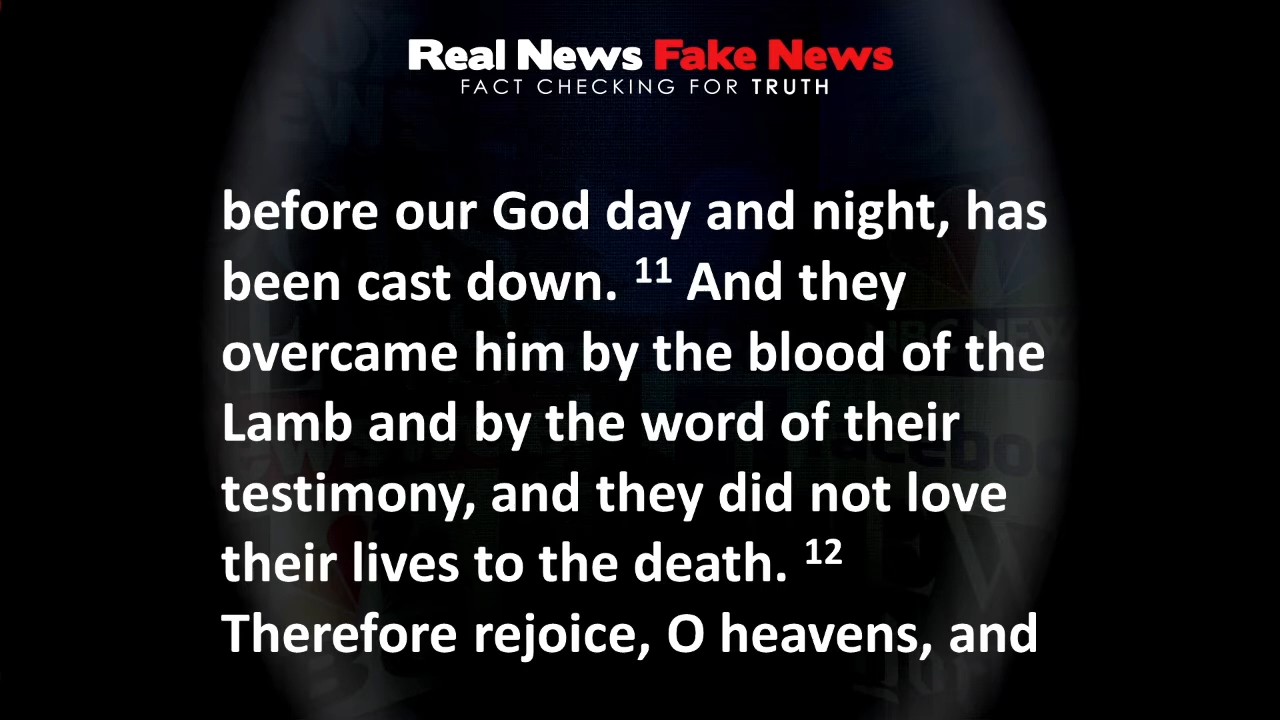 Real News Fake News
FACT CHECKING FOR TRUTH
before our God day and night, has
been cast down. 11 And they
overcame him by the blood of the
Lamb and by the word of their
testimony, and they did not love
their lives to the death. 12
Therefore rejoice, O heavens, and